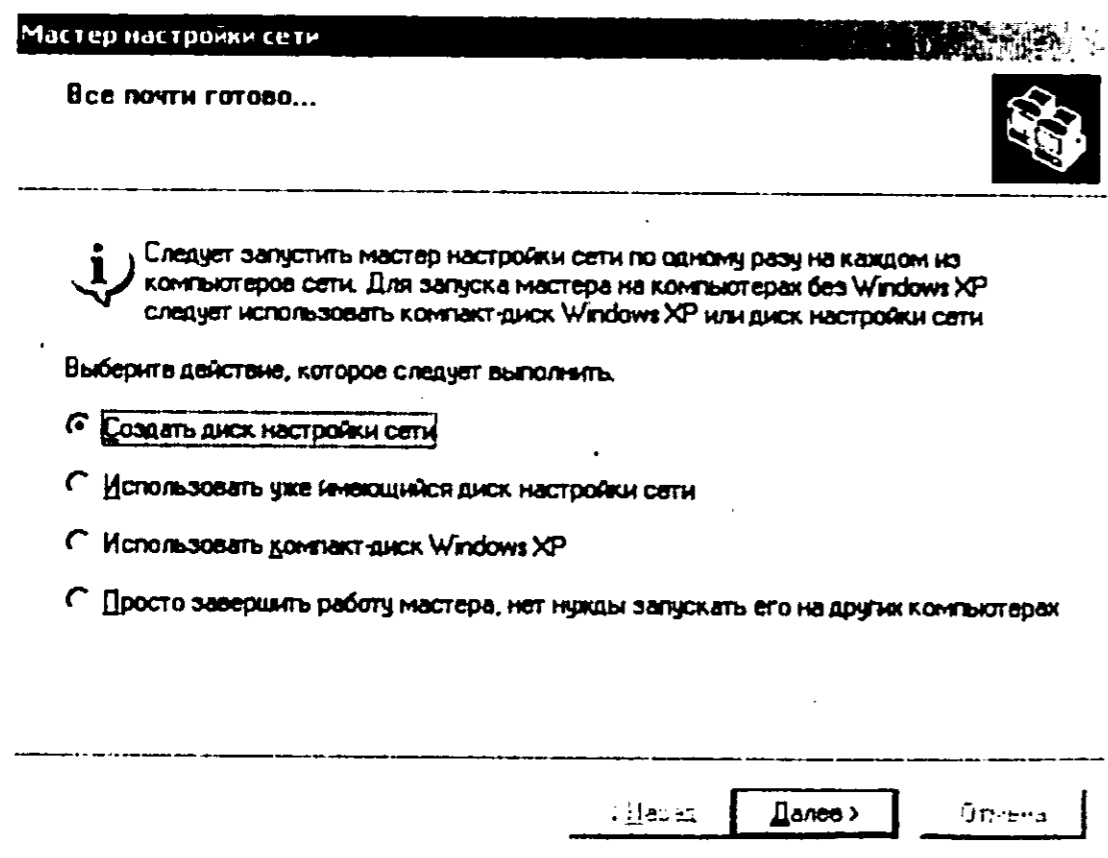 Мастер настройки сети
Все почти готово...
Следует запустить мастер настройки сети по одному разу на каждом из
компьютеров сети. Для запуска мастера на компьютерах без Windows XP
следует использовать компакт-диск Windows XP или диск настройки сети
Выберите действие, которое следует выполнить.
Создать диск настройки сети
Использовать уже имеющийся диск настройки сети
Использовать компакт-диск Windows XP
Просто завершить работу мастера, нет нужды запускать его на других компьютерах
Назад Далее > Отмена